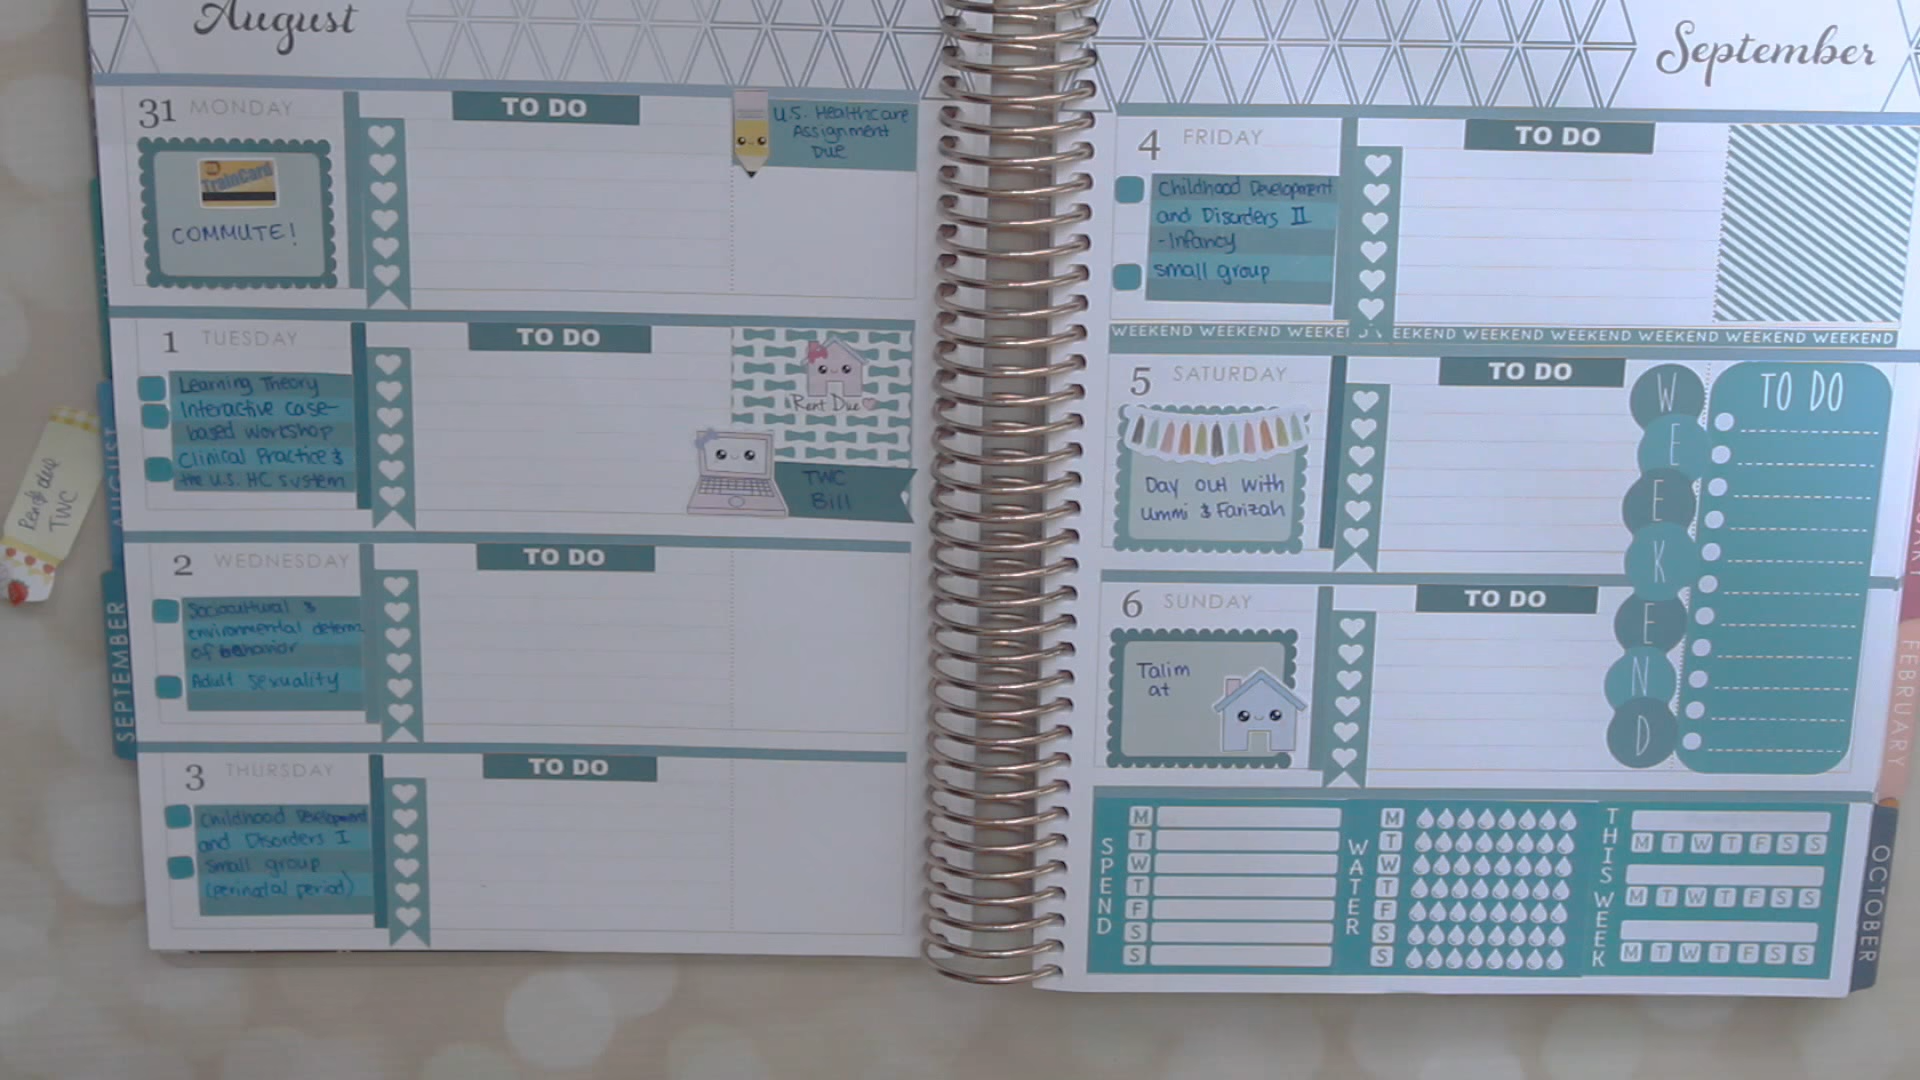 August
31 MONDAY
TrainCard
COMMUTE!
TO DO
U.S. Healthcare
Assignment
Due
1 TUESDAY
Learning Theory
Interactive case-
based workshop
Clinical Practice &
the U.S. HC system
TO DO
Rent Due
TWC
Bill
2 WEDNESDAY
Sociocultural &
environmental determ.
of behavior
Adult Sexuality
TO DO
3 THURSDAY
Childhood Development
and Disorders I
small group
(perinatal period)
TO DO
Rent due
TWC
AUGUST
SEPTEMBER
September
4 FRIDAY
Childhood Development
and Disorders II
- Infancy
small group
TO DO
WEEKEND WEEKEND WEEKEND WEEKEND WEEKEND WEEKEND WEEKEND WEEKEND WEEKEND
5 SATURDAY
Day out with
Ummi & Farizah
TO DO
WEEKEND
TO DO
6 SUNDAY
Talim
at
TO DO
SPEND
M
T
W
T
F
S
S
WATER
M
T
W
T
F
S
S
THIS WEEK
M T W T F S S
M T W T F S S
M T W T F S S
FEBRUARY
OCTOBER